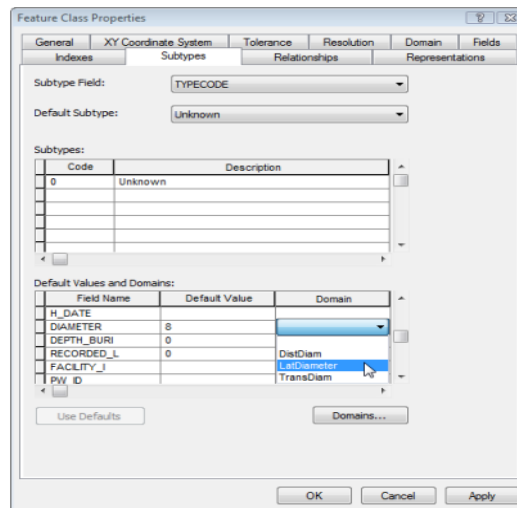 Feature Class Properties
General XY Coordinate System Tolerance Resolution Domain Fields
Indexes Subtypes Relationships Representations
Subtype Field: TYPECODE
Default Subtype: Unknown
Subtypes:
Code Description
0 Unknown
Default Values and Domains:
Field Name Default Value Domain
H_DATE
DIAMETER 8
DEPTH_BURI 0
RECORDED_L 0 DistDiam
FACILITY_I LatDiameter
PW_ID TransDiam
Use Defaults Domains...
OK Cancel Apply